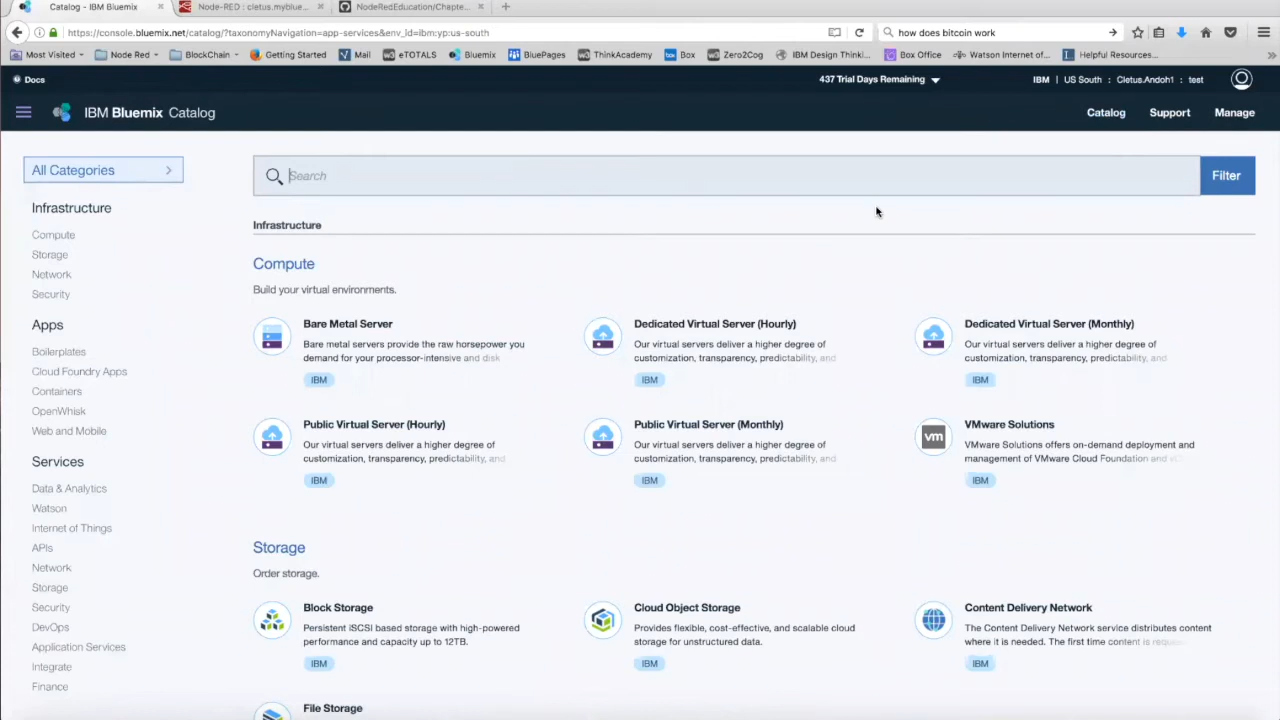 Catalog - IBM Bluemix
Node-RED : cletus.myblue...
NodeRedEducation/Chapte...
https://console.bluemix.net/catalog/?taxonomyNavigation=app-services&env_id=ibm:yp:us-south
how does bitcoin work
Most Visited
Node Red
BlockChain
Getting Started
Mail
eTOTALS
Bluemix
BluePages
ThinkAcademy
Box
Zero2Cog
IBM Design Thinki...
Box Office
Watson Internet of...
Helpful Resources...
Docs
437 Trial Days Remaining
IBM | US South : Cletus.Andoh1 : test
IBM Bluemix Catalog
Catalog
Support
Manage
All Categories
Infrastructure
Compute
Storage
Network
Security
Apps
Boilerplates
Cloud Foundry Apps
Containers
OpenWhisk
Web and Mobile
Services
Data & Analytics
Watson
Internet of Things
APIs
Network
Storage
Security
DevOps
Application Services
Integrate
Finance
Search
Filter
Infrastructure
Compute
Build your virtual environments.
Bare Metal Server
Bare metal servers provide the raw horsepower you
demand for your processor-intensive and disk
IBM
Dedicated Virtual Server (Hourly)
Our virtual servers deliver a higher degree of
customization, transparency, predictability, and
IBM
Dedicated Virtual Server (Monthly)
Our virtual servers deliver a higher degree of
customization, transparency, predictability, and
IBM
Public Virtual Server (Hourly)
Our virtual servers deliver a higher degree of
customization, transparency, predictability, and
IBM
Public Virtual Server (Monthly)
Our virtual servers deliver a higher degree of
customization, transparency, predictability, and
IBM
vm
VMware Solutions
VMware Solutions offers on-demand deployment and
management of VMware Cloud Foundation and
IBM
Storage
Order storage.
Block Storage
Persistent iSCSI based storage with high-powered
performance and capacity up to 12TB.
IBM
Cloud Object Storage
Provides flexible, cost-effective, and scalable cloud
storage for unstructured data.
IBM
Content Delivery Network
The Content Delivery Network service distributes content
where it is needed. The first time content is
IBM
File Storage